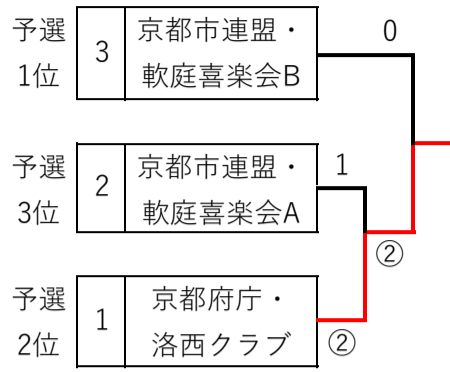 予選
1位
3
京都市連盟・
軟庭喜楽会B
0
予選
3位
2
京都市連盟・
軟庭喜楽会A
1
②
予選
2位
1
京都府庁・
洛西クラブ
②